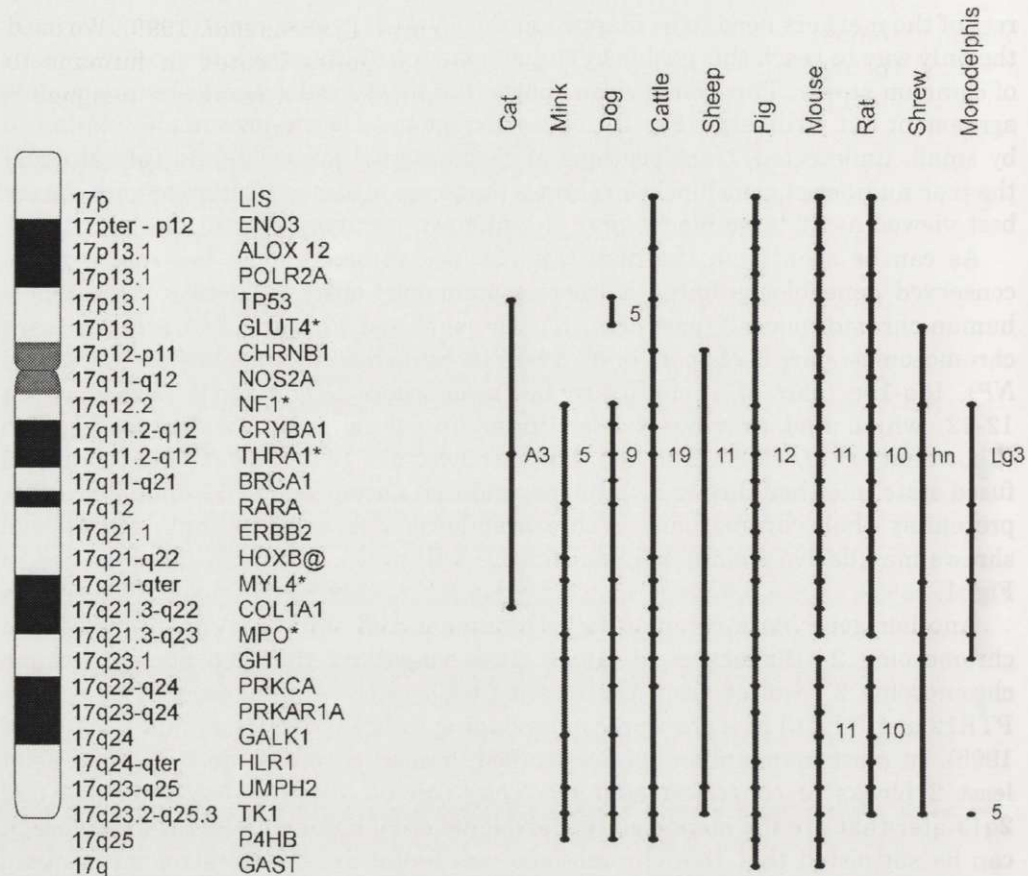 Cat Mink Dog Cattle Sheep Pig Mouse Rat Shrew Monodelphis
17p LIS
17pter - p12 ENO3
17p13.1 ALOX 12
17p13.1 POLR2A
17p13.1 TP53 5
17p13 GLUT4*
17p12-p11 CHRNB1
17q11-q12 NOS2A
17q12.2 NF1*
17q11.2-q12 CRYBA1
17q11.2-q12 THRA1* A3 5 9 19 11 12 11 10 hn Lg3
17q11-q21 BRCA1
17q12 RARA
17q21.1 ERBB2
17q21-q22 HOXB@
17q21-qter MYL4*
17q21.3-q22 COL1A1
17q21.3-q23 MPO*
17q23.1 GH1
17q22-q24 PRKCA
17q23-q24 PRKAR1A
17q24 GALK1 11 10
17q24-qter HLR1
17q23-q25 UMPH2
17q23.2-q25.3 TK1 5
17q25 P4HB
17q GAST